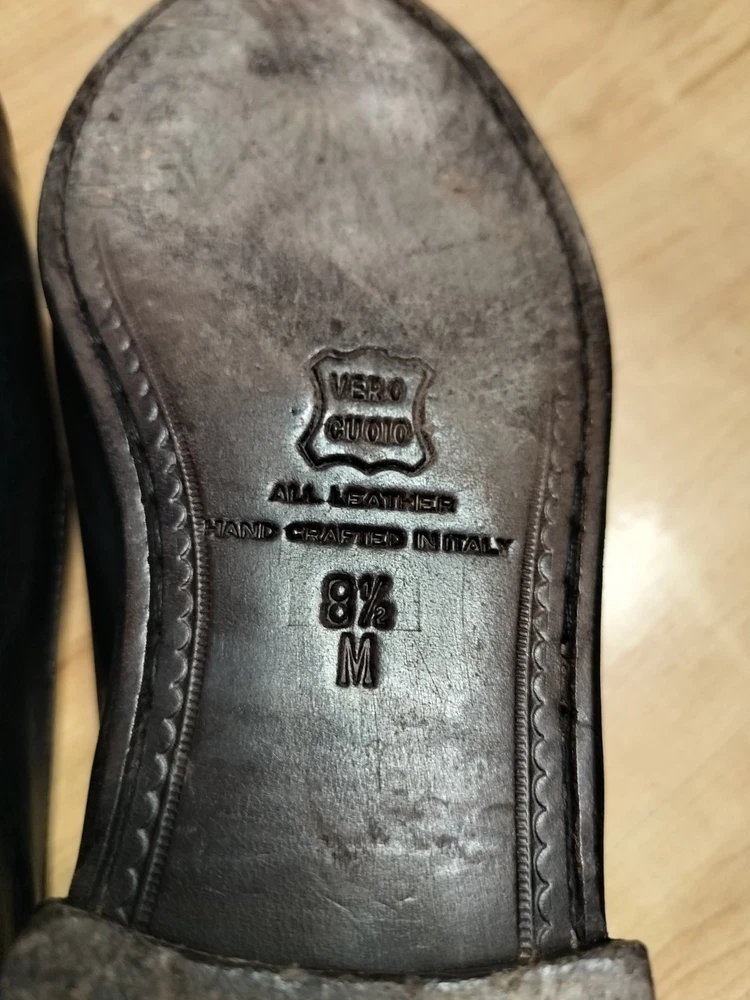 VERO
CUOIO
ALL LEATHER
HAND CRAFTED IN ITALY
8½
M